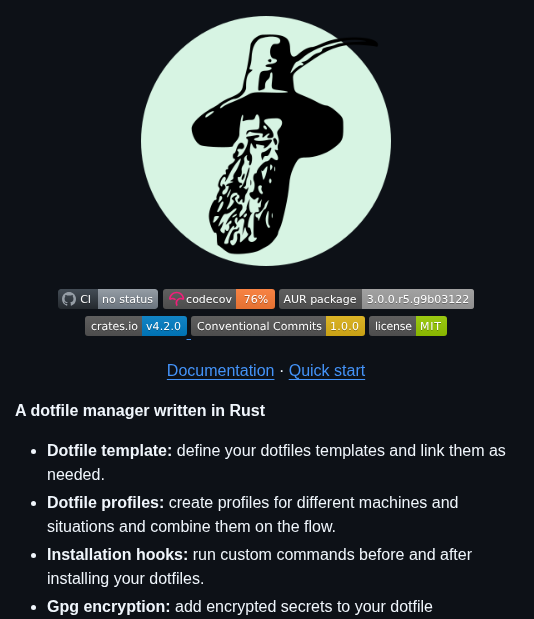 CI no status codecov 76% AUR package 3.0.0.r5.g9b03122
crates.io v4.2.0 Conventional Commits 1.0.0 license MIT
Documentation · Quick start
A dotfile manager written in Rust
• Dotfile template: define your dotfiles templates and link them as
needed.
• Dotfile profiles: create profiles for different machines and
situations and combine them on the flow.
• Installation hooks: run custom commands before and after
installing your dotfiles.
• Gpg encryption: add encrypted secrets to your dotfile